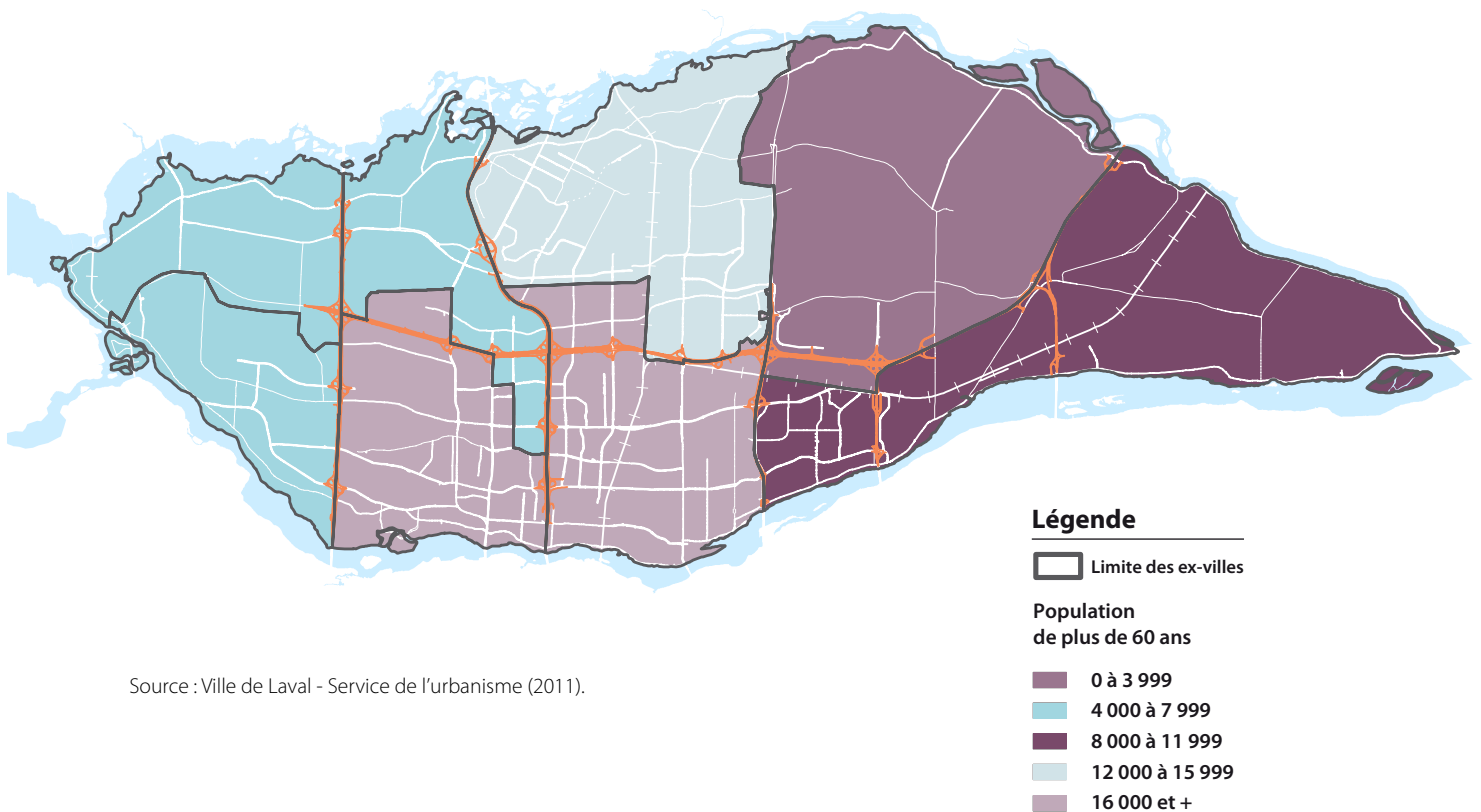 Légende
Limite des ex-villes
Population
de plus de 60 ans
0 à 3 999
4 000 à 7 999
8 000 à 11 999
12 000 à 15 999
16 000 et +
Source : Ville de Laval - Service de l'urbanisme (2011).